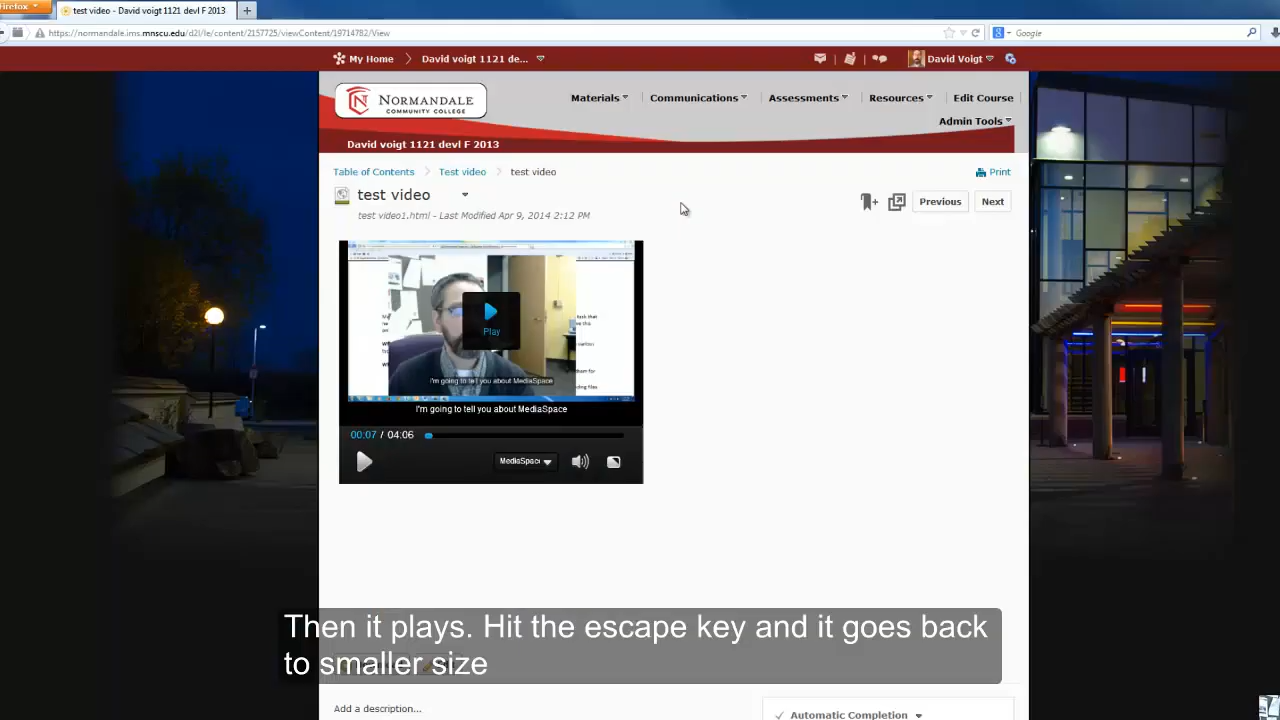 Firefox
test video - David voigt 1121 devl F 2013
https://normandale.ims.mnscu.edu/d2l/le/content/2157725/viewContent/19714782/View
Google
My Home
David voigt 1121 de...
David Voigt
NORMANDALE
COMMUNITY COLLEGE
Materials
Communications
Assessments
Resources
Edit Course
Admin Tools
David voigt 1121 devl F 2013
Table of Contents
Test video
test video
Print
test video
test video1.html - Last Modified Apr 9, 2014 2:12 PM
Previous
Next
Play
I'm going to tell you about MediaSpace
I'm going to tell you about MediaSpace
00:07 / 04:06
MediaSpac
Then it plays. Hit the escape key and it goes back
to smaller size
Add a description...
Automatic Completion